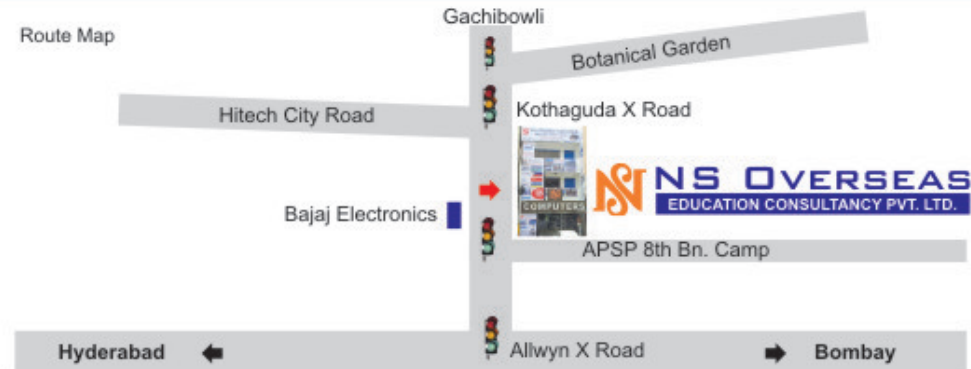 Gachibowli
Route Map
Botanical Garden
Hitech City Road
Kothaguda X Road
NS OVERSEAS
EDUCATION CONSULTANCY PVT. LTD.
COMPUTERS
Bajaj Electronics
APSP 8th Bn. Camp
Hyderabad
Allwyn X Road
Bombay